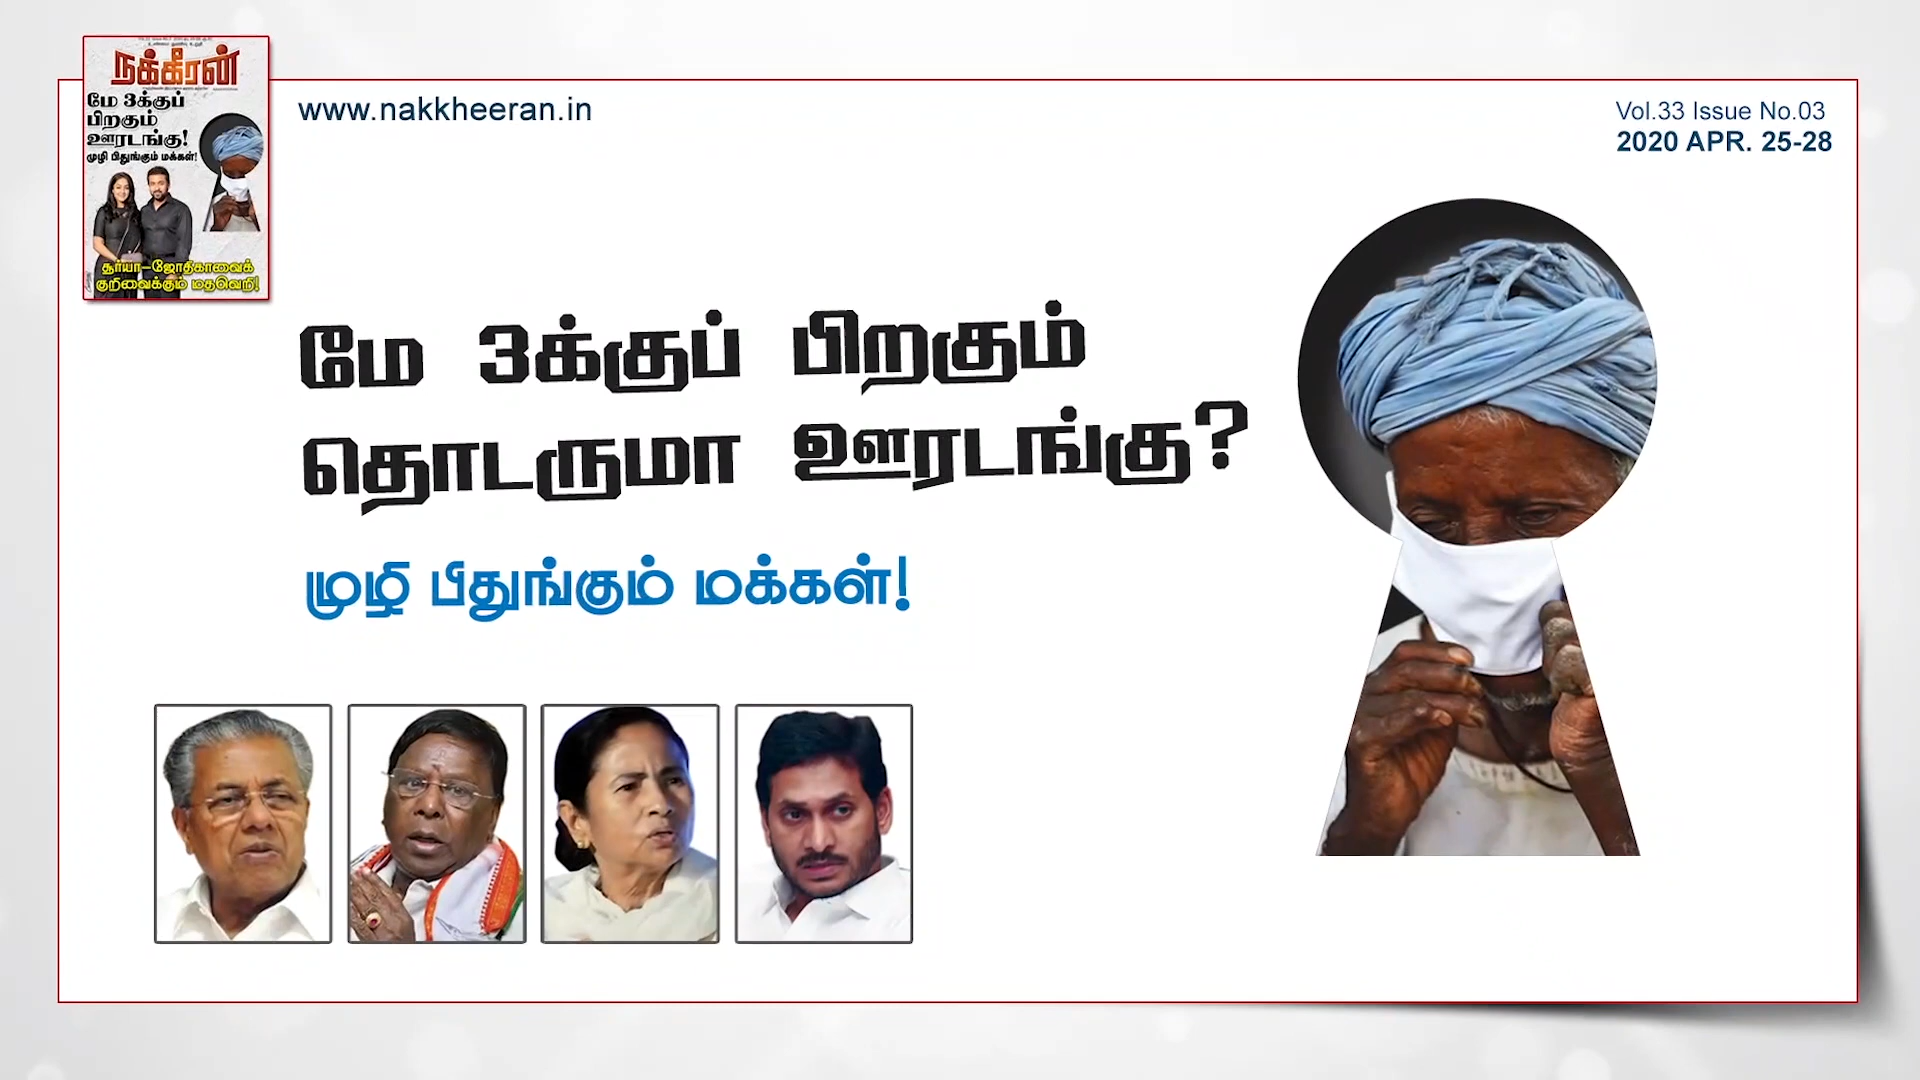 நக்கீரன்
மே 3க்குப்
பிறகும்
ஊரடங்கு!
முழி பிதுங்கும் மக்கள்!
சூர்யா-ஜோதிகாவைக்
குறிவைக்கும் மதவெறி!
www.nakkheeran.in
Vol.33 Issue No.03
2020 APR. 25-28
மே 3க்குப் பிறகும்
தொடருமா ஊரடங்கு?
முழி பிதுங்கும் மக்கள்!